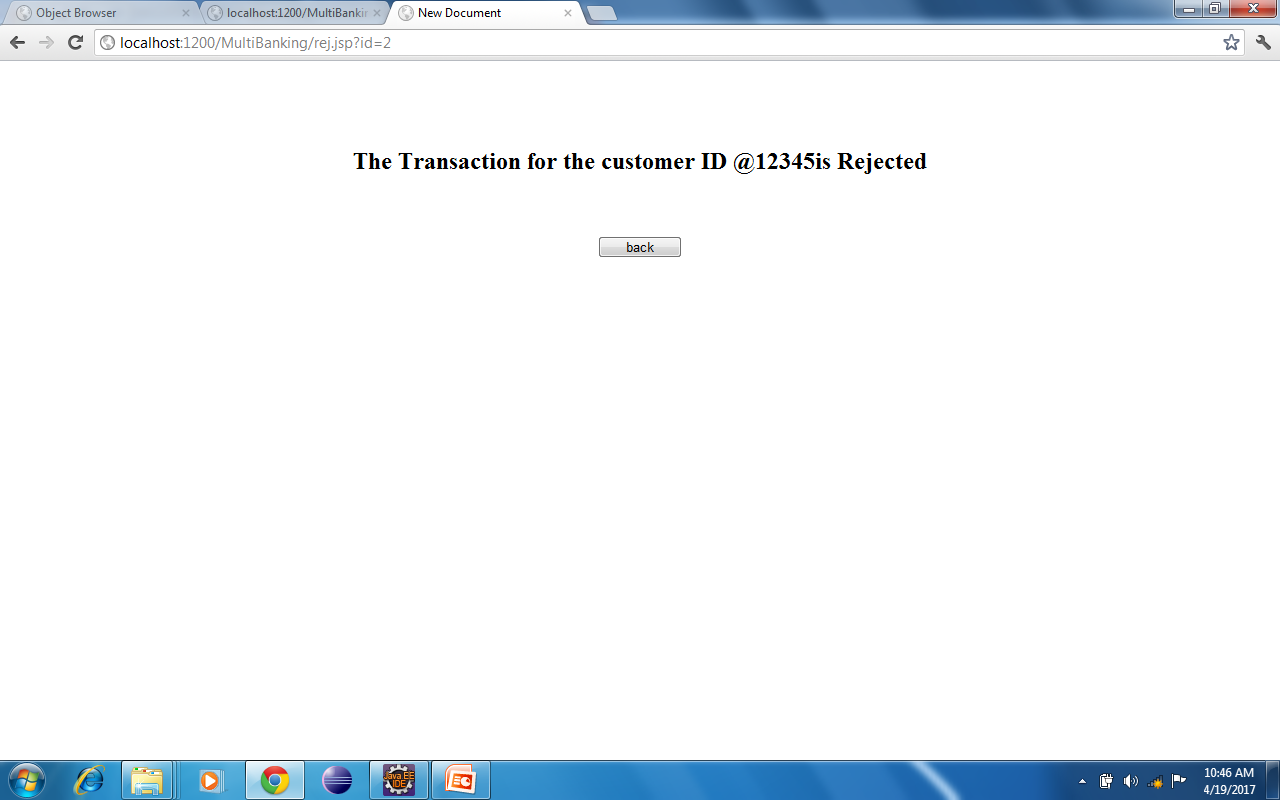 Object Browser
localhost:1200/MultiBankin
New Document
localhost:1200/MultiBanking/rej.jsp?id=2
The Transaction for the customer ID @12345is Rejected
back
Java EE
IDE
10:46 AM
4/19/2017